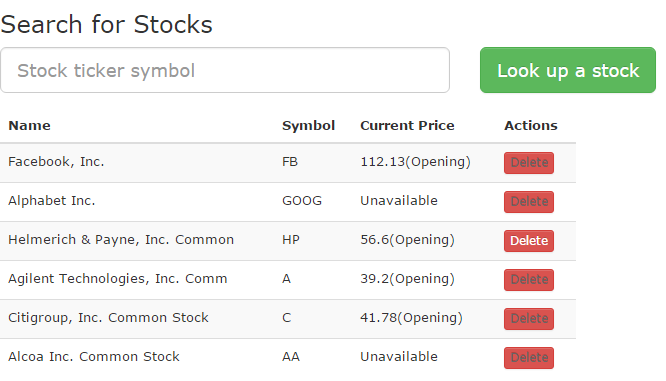 Search for Stocks
Stock ticker symbol Look up a stock
Name Symbol Current Price Actions
Facebook, Inc. FB 112.13(Opening) Delete
Alphabet Inc. GOOG Unavailable Delete
Helmerich & Payne, Inc. Common HP 56.6(Opening) Delete
Agilent Technologies, Inc. Comm A 39.2(Opening) Delete
Citigroup, Inc. Common Stock C 41.78(Opening) Delete
Alcoa Inc. Common Stock AA Unavailable Delete